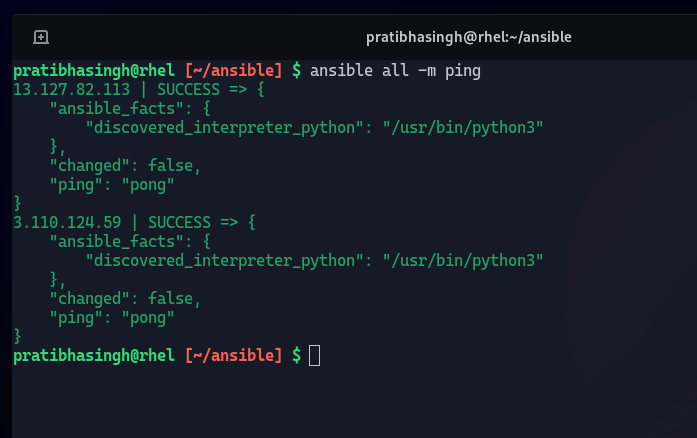 pratibhasingh@rhel:~/ansible
pratibhasingh@rhel [~/ansible] $ ansible all -m ping
13.127.82.113 | SUCCESS => {
    "ansible_facts": {
        "discovered_interpreter_python": "/usr/bin/python3"
    },
    "changed": false,
    "ping": "pong"
}
3.110.124.59 | SUCCESS => {
    "ansible_facts": {
        "discovered_interpreter_python": "/usr/bin/python3"
    },
    "changed": false,
    "ping": "pong"
}
pratibhasingh@rhel [~/ansible] $